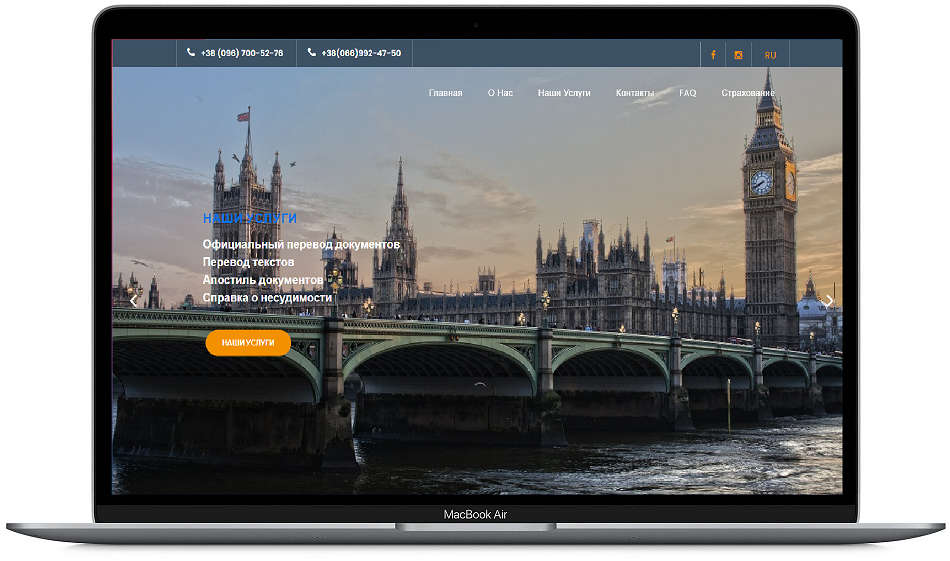 +38 (096) 700-52-76
+38(066)992-47-50
RU
Главная О Нас Наши Услуги Контакты FAQ Страхование
НАШИ УСЛУГИ
Официальный перевод документов
Перевод текстов
Апостиль документов
Справка о несудимости
НАШИ УСЛУГИ
MacBook Air